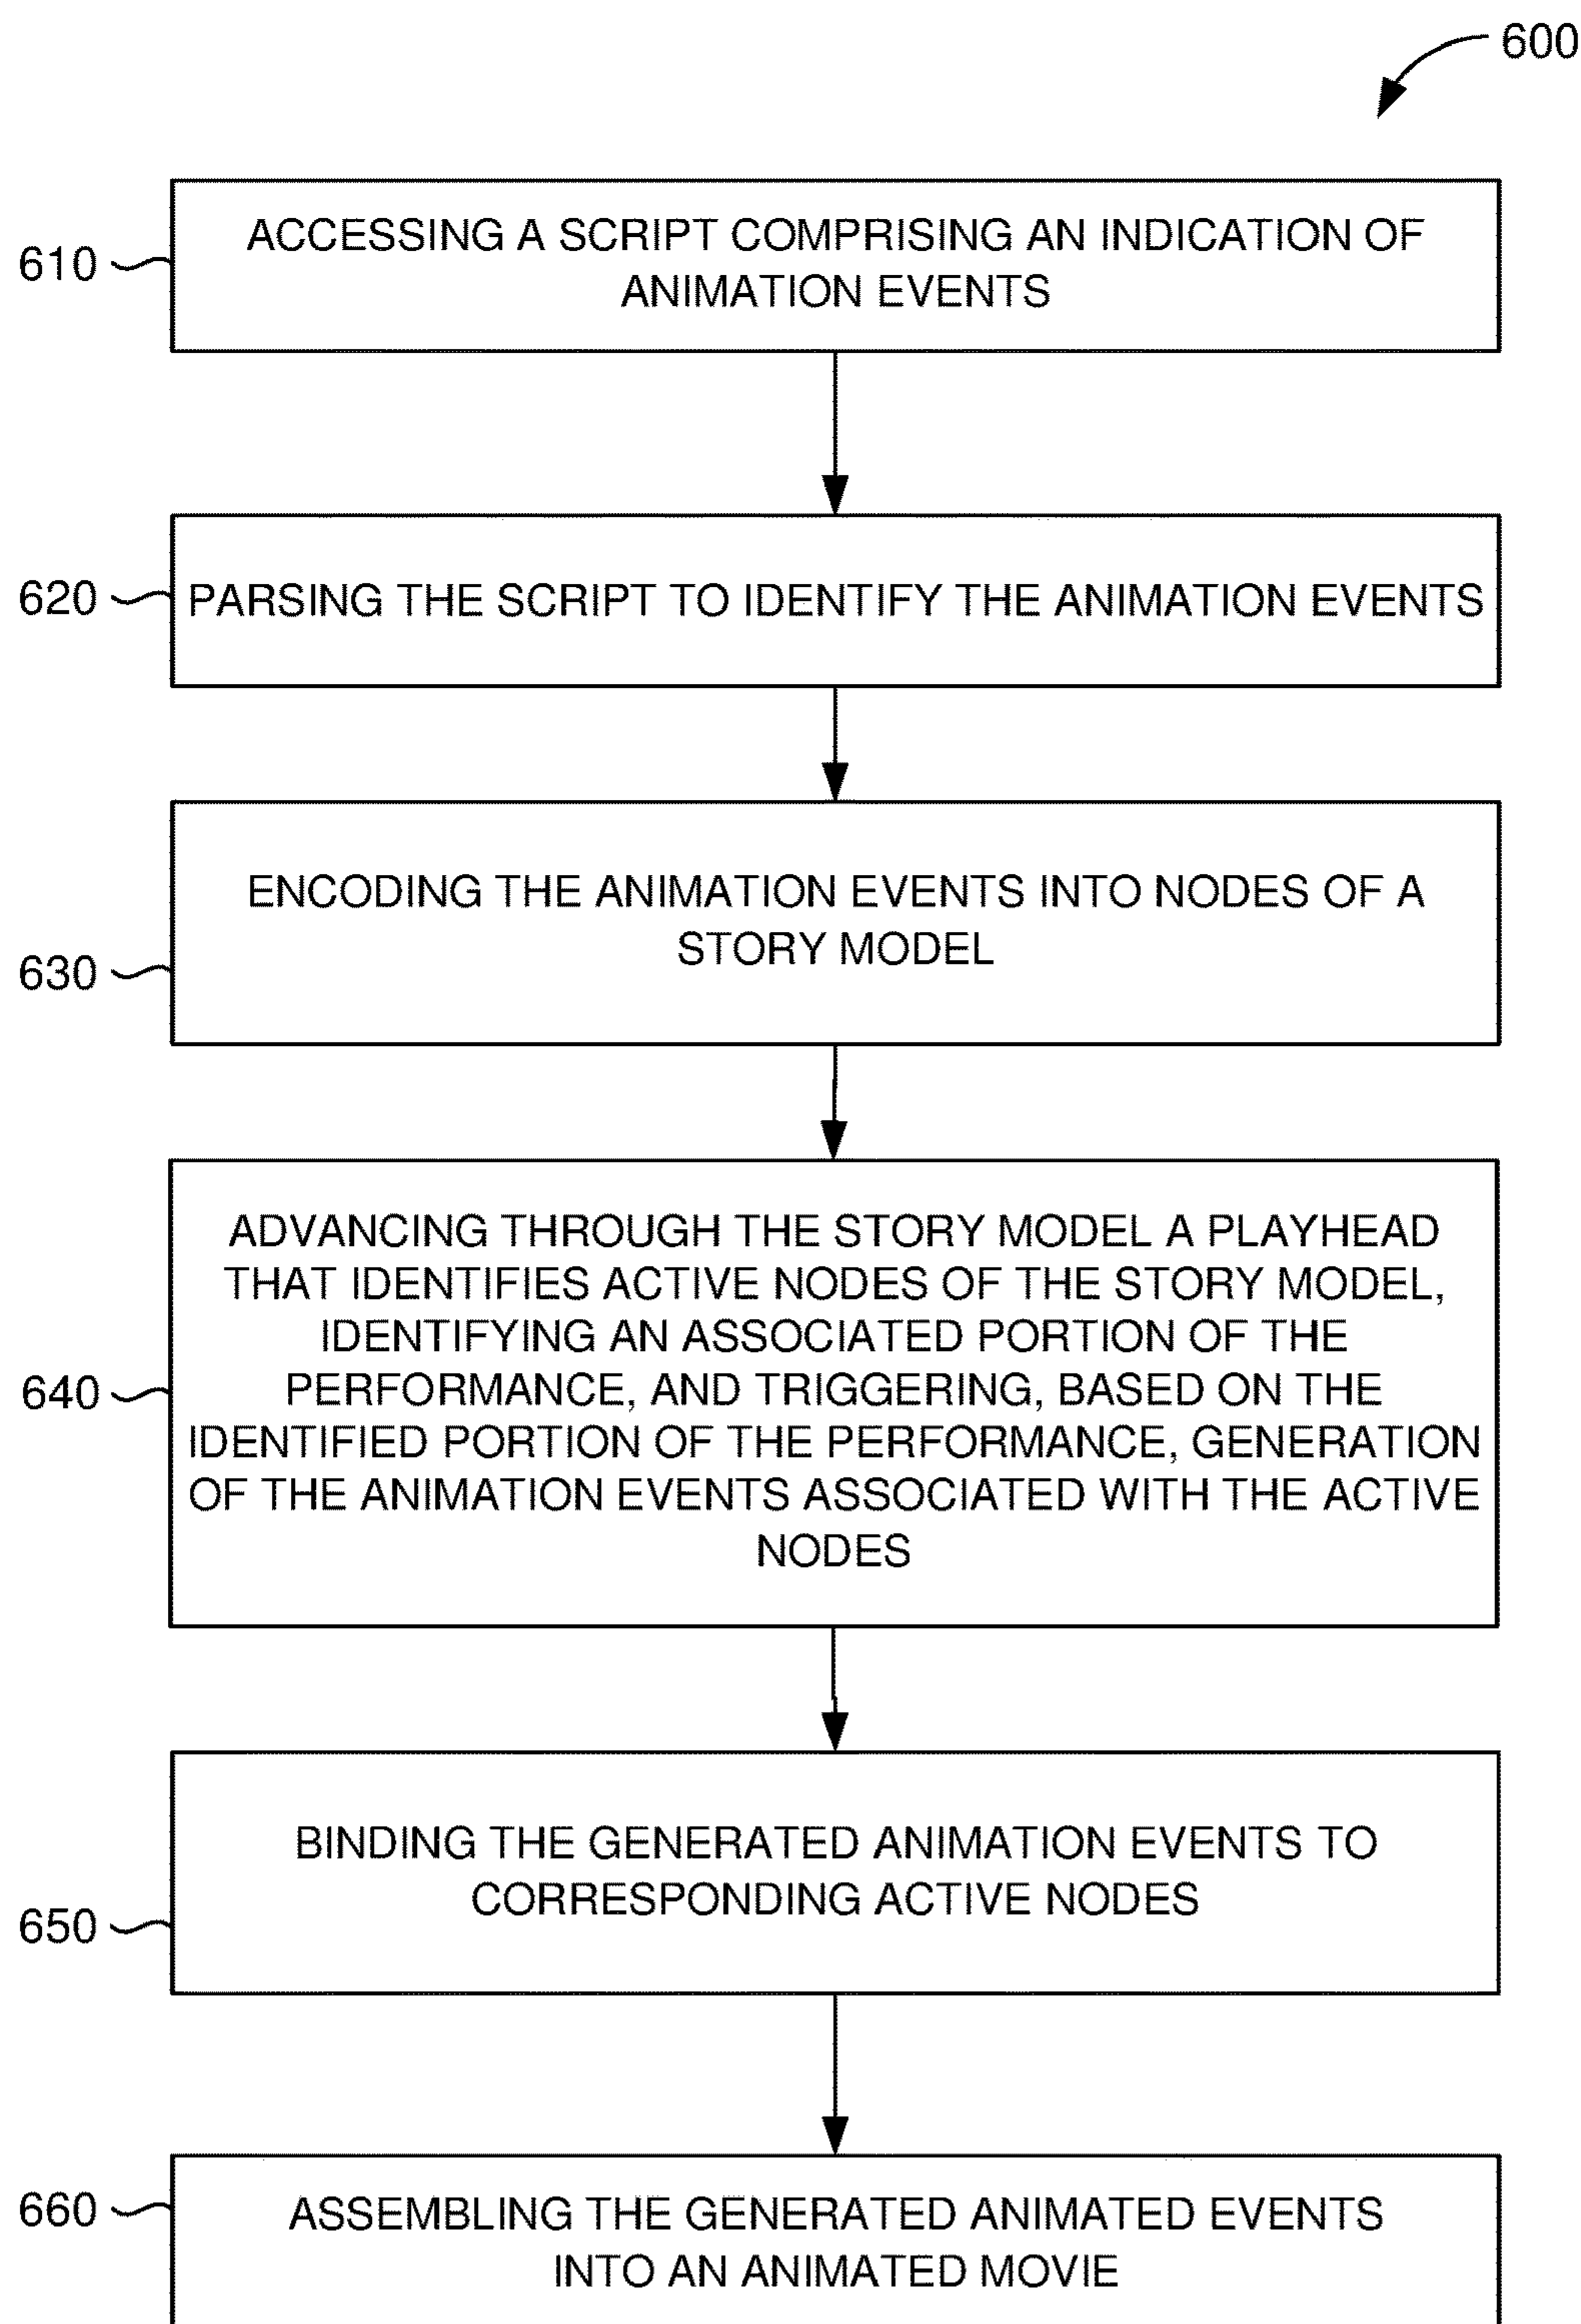 600
610
ACCESSING A SCRIPT COMPRISING AN INDICATION OF
ANIMATION EVENTS
620
PARSING THE SCRIPT TO IDENTIFY THE ANIMATION EVENTS
630
ENCODING THE ANIMATION EVENTS INTO NODES OF A
STORY MODEL
640
ADVANCING THROUGH THE STORY MODEL A PLAYHEAD
THAT IDENTIFIES ACTIVE NODES OF THE STORY MODEL,
IDENTIFYING AN ASSOCIATED PORTION OF THE
PERFORMANCE, AND TRIGGERING, BASED ON THE
IDENTIFIED PORTION OF THE PERFORMANCE, GENERATION
OF THE ANIMATION EVENTS ASSOCIATED WITH THE ACTIVE
NODES
650
BINDING THE GENERATED ANIMATION EVENTS TO
CORRESPONDING ACTIVE NODES
660
ASSEMBLING THE GENERATED ANIMATED EVENTS
INTO AN ANIMATED MOVIE